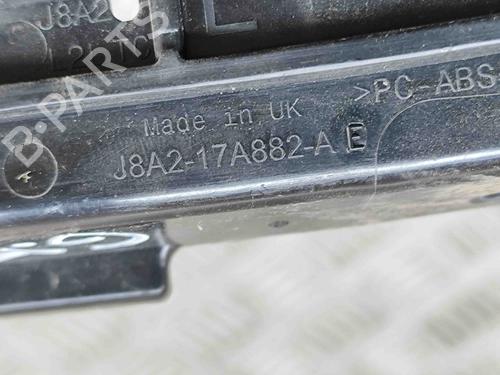 J8A2
L
B-PARTS
Made in UK
>PC-ABS
J8A2-17A882-A E